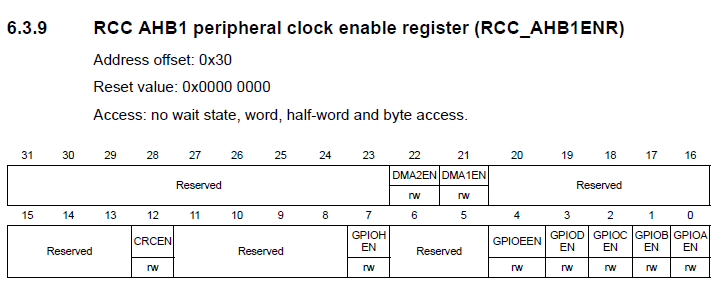 6.3.9 RCC AHB1 peripheral clock enable register (RCC_AHB1ENR)
Address offset: 0x30
Reset value: 0x0000 0000
Access: no wait state, word, half-word and byte access.
31 30 29 28 27 26 25 24 23 22 21 20 19 18 17 16
Reserved DMA2EN DMA1EN Reserved
rw rw
15 14 13 12 11 10 9 8 7 6 5 4 3 2 1 0
Reserved CRCEN Reserved GPIOH EN Reserved GPIOEEN GPIOD EN GPIOC EN GPIOB EN GPIOA EN
rw rw rw rw rw rw rw